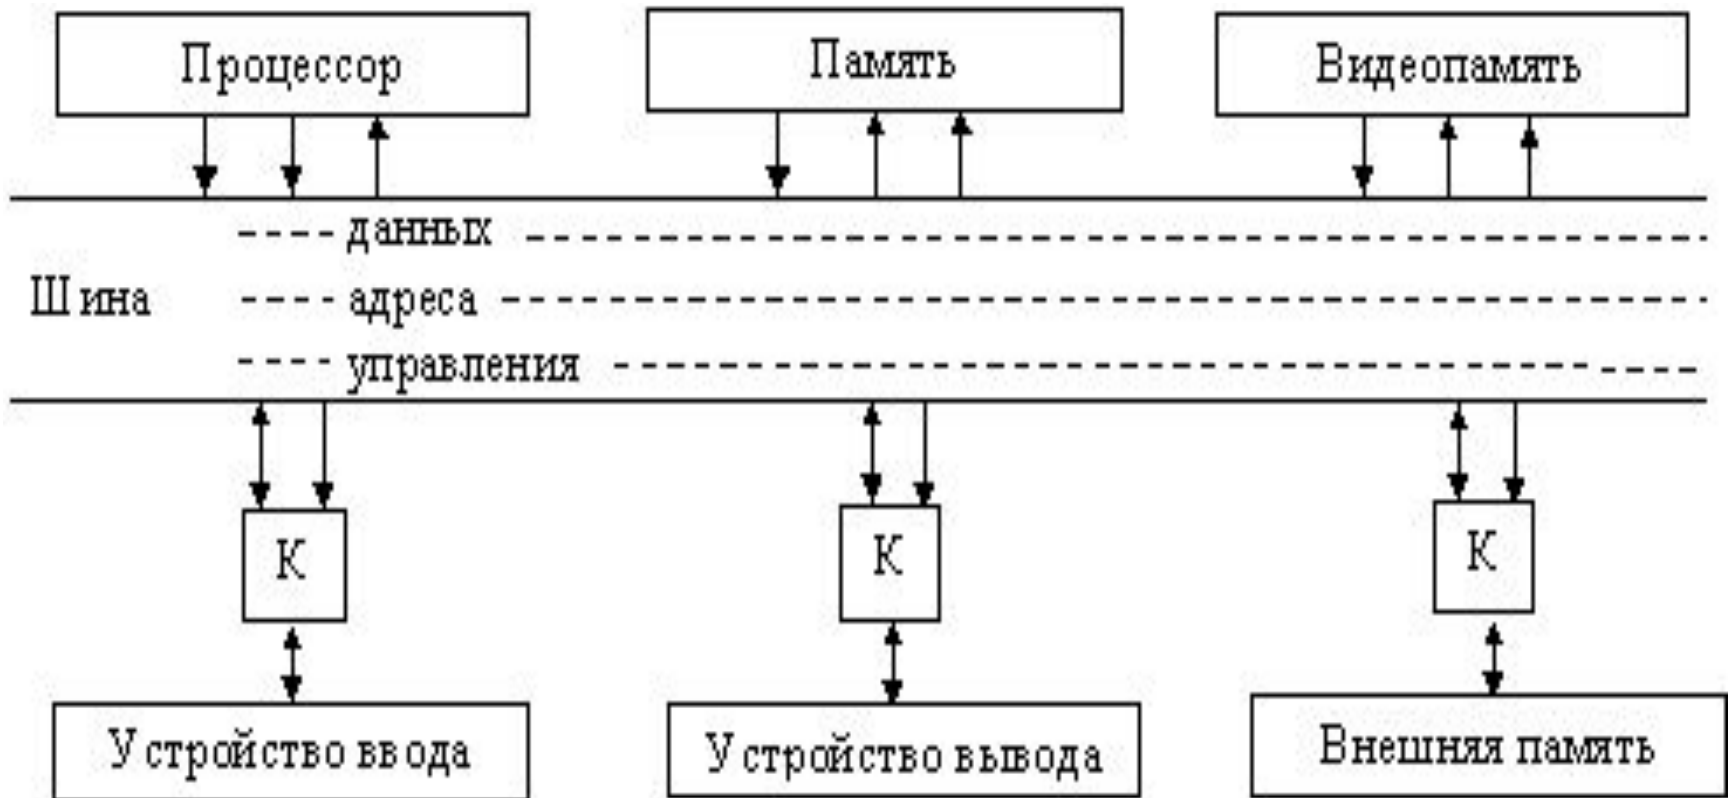 Процессор
Память
Видеопамять
данных
Шина
адреса
управления
К
К
К
Устройство ввода
Устройство вывода
Внешняя память